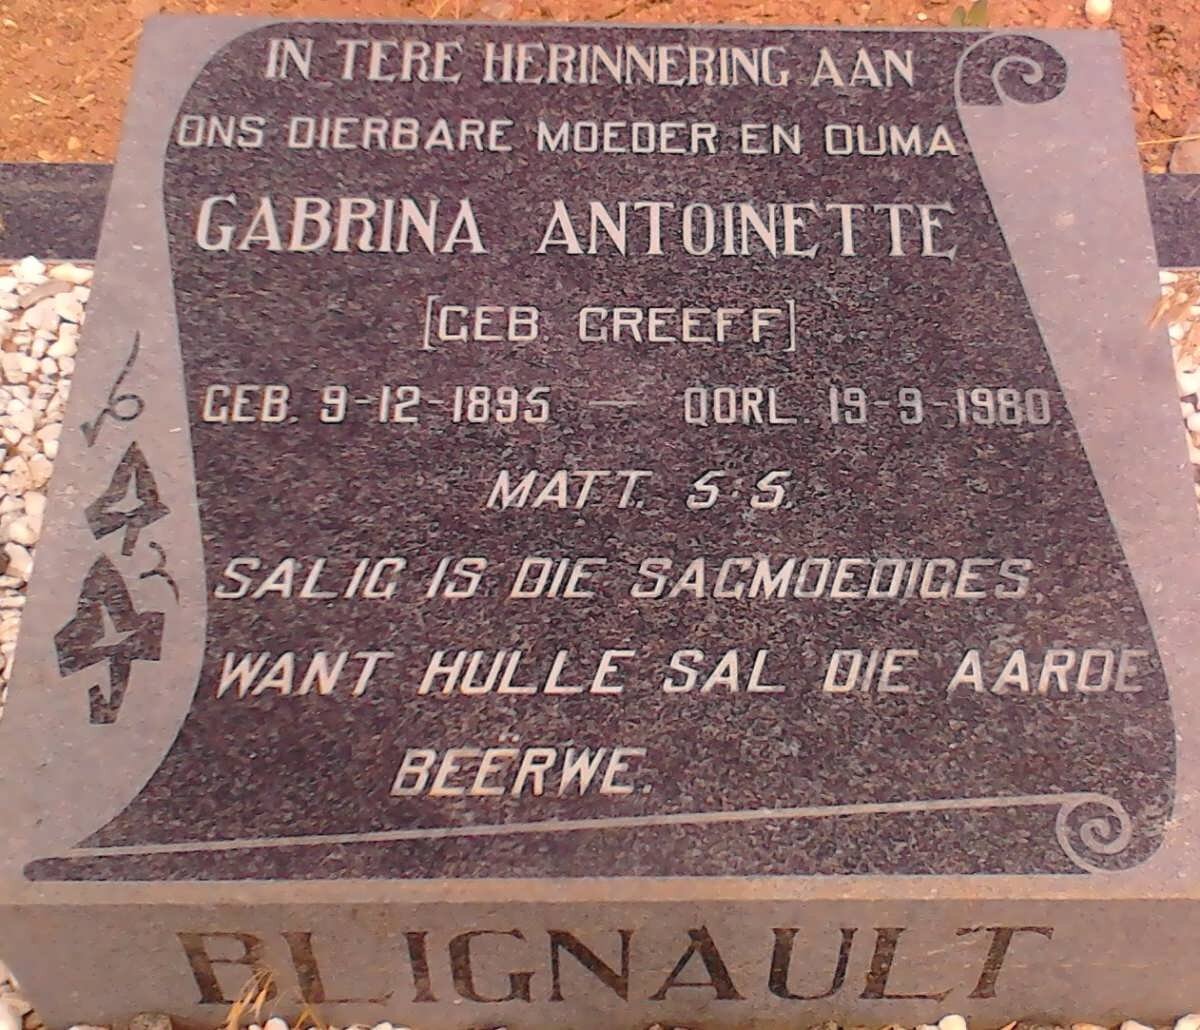 IN TERE HERINNERING AAN
ONS DIERBARE MOEDER EN OUMA
GABRINA ANTOINETTE
[GEB. GREEFF]
GEB. 9-12-1895 — OORL. 19-9-1980.
MATT. 5:5.
SALIG IS DIE SAGMOEDIGES
WANT HULLE SAL DIE AARDE
BEËRWE.
BLIGNAULT